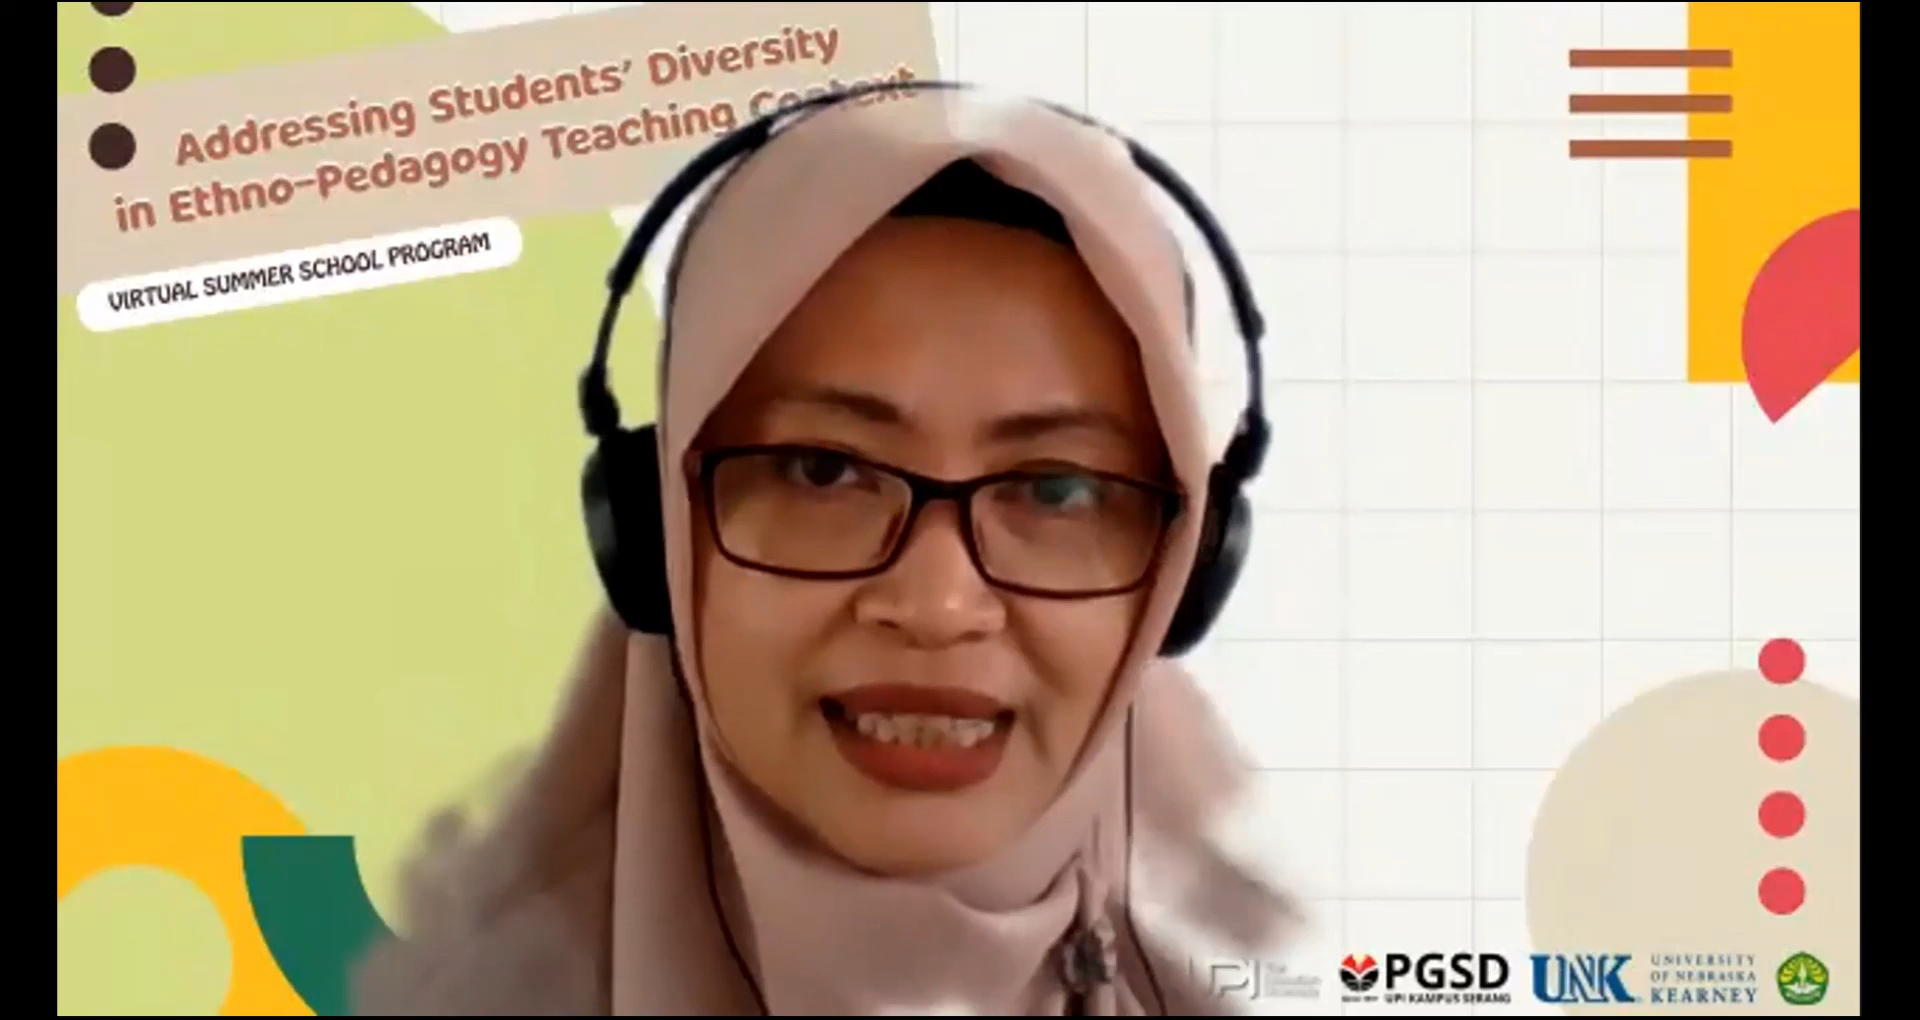 Addressing Students' Diversity
in Ethno-Pedagogy Teaching Context
VIRTUAL SUMMER SCHOOL PROGRAM
PGSD
UPI KAMPUS SERANG
UNK
UNIVERSITY
OF NEBRASKA
KEARNEY